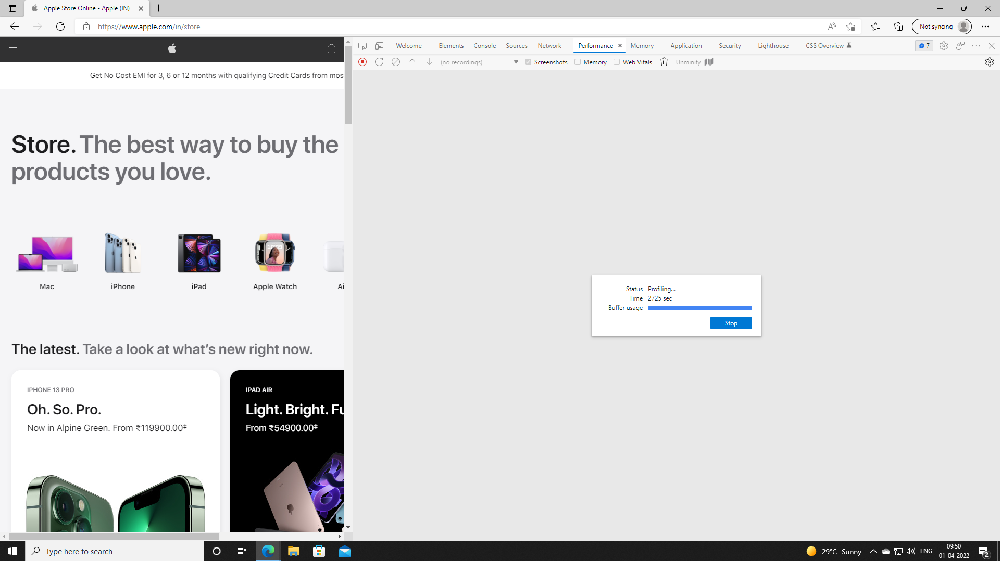 Apple Store Online - Apple (IN)
https://www.apple.com/in/store
Not syncing
Get No Cost EMI for 3, 6 or 12 months with qualifying Credit Cards from mos
Store. The best way to buy the
products you love.
Mac
iPhone
iPad
Apple Watch
Ai
The latest. Take a look at what’s new right now.
IPHONE 13 PRO
Oh. So. Pro.
Now in Alpine Green. From ₹119900.00‡
IPAD AIR
Light. Bright. Fu
From ₹54900.00‡
Welcome Elements Console Sources Network Performance Memory Application Security Lighthouse CSS Overview 7
(no recordings) Screenshots Memory Web Vitals Unminify
Status Profiling...
Time 2725 sec
Buffer usage
Stop
Type here to search
29°C Sunny
ENG
09:50
01-04-2022
2